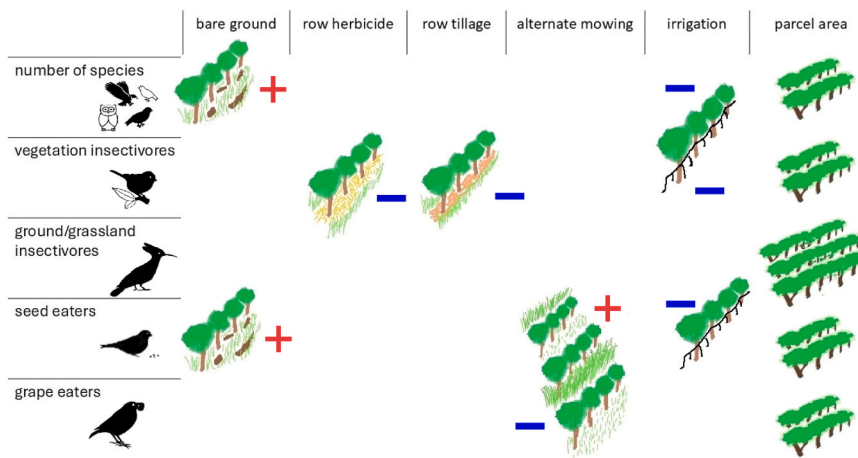 bare ground row herbicide row tillage alternate mowing irrigation parcel area
number of species
vegetation insectivores
ground/grassland
insectivores
seed eaters
grape eaters